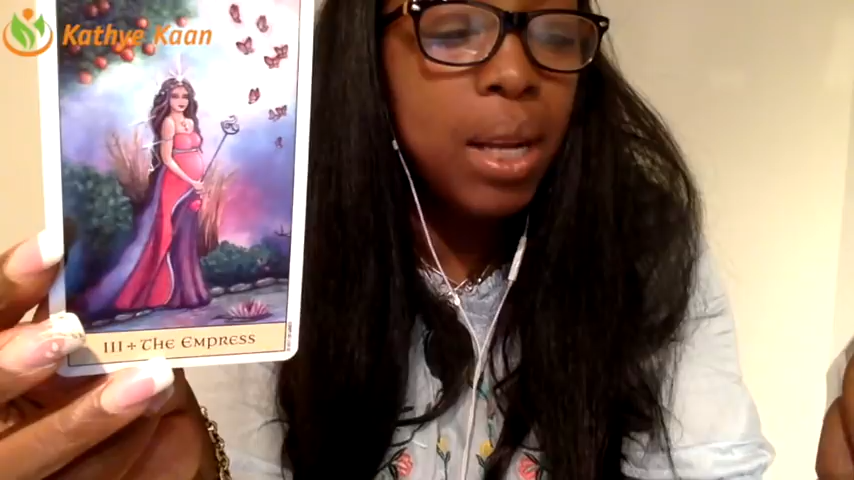 Kathye Kaan
III + The Empress